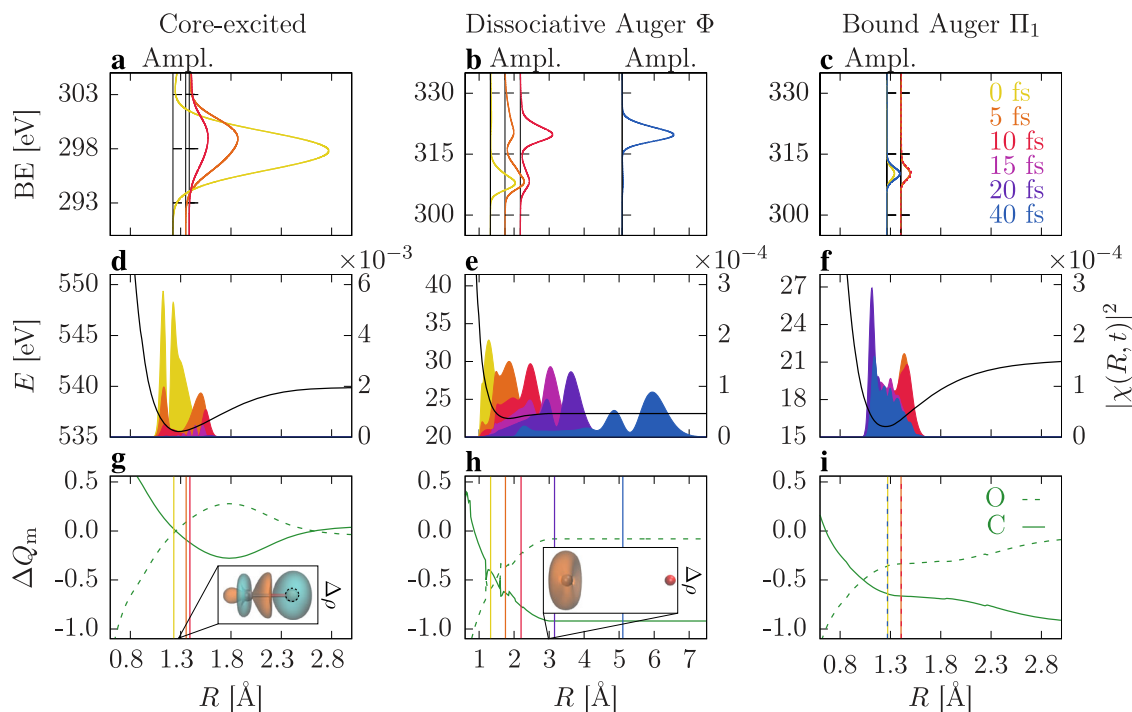 Core-excited Dissociative Auger Φ Bound Auger Π₁
a Ampl. b Ampl. Ampl. c Ampl.
BE [eV]
303
298
293
330
315
300
330
315
300
0 fs
5 fs
10 fs
15 fs
20 fs
40 fs
d ×10⁻³ e ×10⁻⁴ f ×10⁻⁴
E [eV]
550
545
540
535
6
4
2
0
40
36
32
28
24
20
3
2
1
0
27
24
21
18
15
3
2
1
0
|χ(R, t)|²
g h i
ΔQₘ
0.5
0.0
-0.5
-1.0
Δρ
0.5
0.0
-0.5
-1.0
Δρ
0.5
0.0
-0.5
-1.0
O
C
0.8 1.3 1.8 2.3 2.8 1 2 3 4 5 6 7 0.8 1.3 1.8 2.3 2.8
R [Å] R [Å] R [Å]